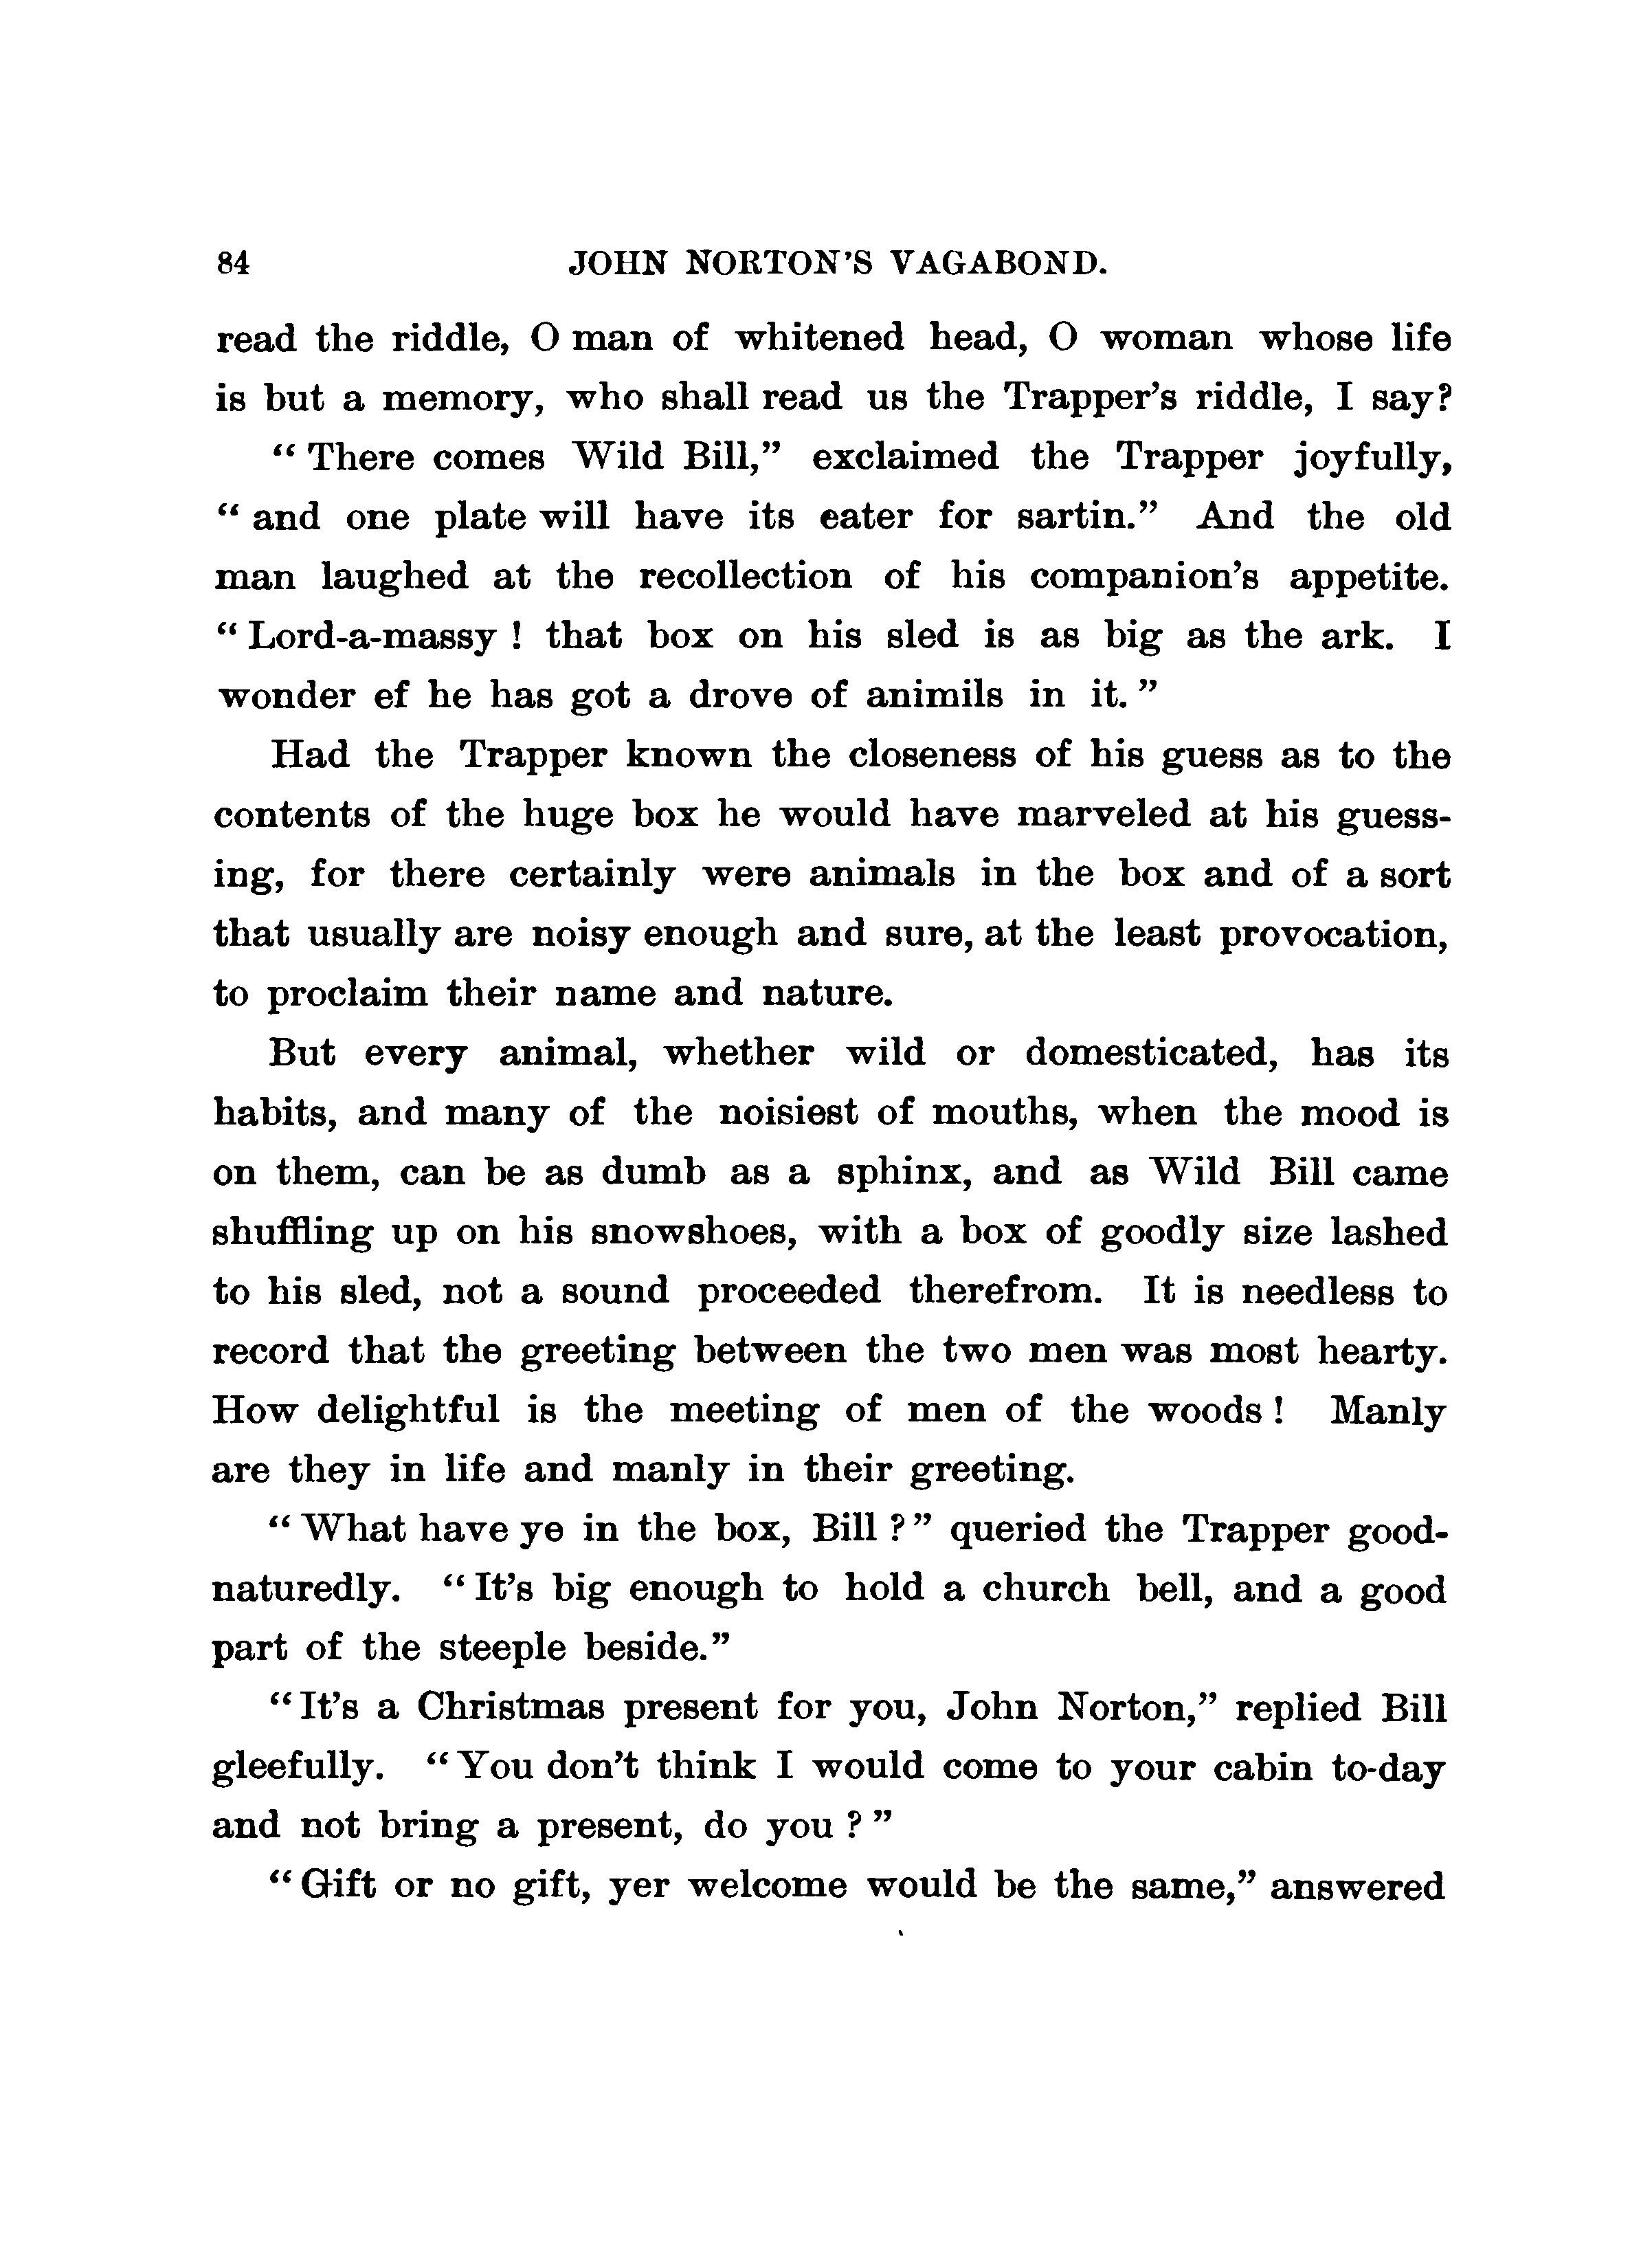 84 JOHN NORTON'S VAGABOND.
read the riddle, O man of whitened head, O woman whose life
is but a memory, who shall read us the Trapper's riddle, I say?
“There comes Wild Bill,” exclaimed the Trapper joyfully,
“and one plate will have its eater for sartin.” And the old
man laughed at the recollection of his companion's appetite.
“Lord-a-massy! that box on his sled is as big as the ark. I
wonder ef he has got a drove of animils in it.”
Had the Trapper known the closeness of his guess as to the
contents of the huge box he would have marveled at his guess-
ing, for there certainly were animals in the box and of a sort
that usually are noisy enough and sure, at the least provocation,
to proclaim their name and nature.
But every animal, whether wild or domesticated, has its
habits, and many of the noisiest of mouths, when the mood is
on them, can be as dumb as a sphinx, and as Wild Bill came
shuffling up on his snowshoes, with a box of goodly size lashed
to his sled, not a sound proceeded therefrom. It is needless to
record that the greeting between the two men was most hearty.
How delightful is the meeting of men of the woods! Manly
are they in life and manly in their greeting.
“What have ye in the box, Bill?” queried the Trapper good-
naturedly. “It's big enough to hold a church bell, and a good
part of the steeple beside.”
“It's a Christmas present for you, John Norton,” replied Bill
gleefully. “You don't think I would come to your cabin to-day
and not bring a present, do you?”
“Gift or no gift, yer welcome would be the same,” answered